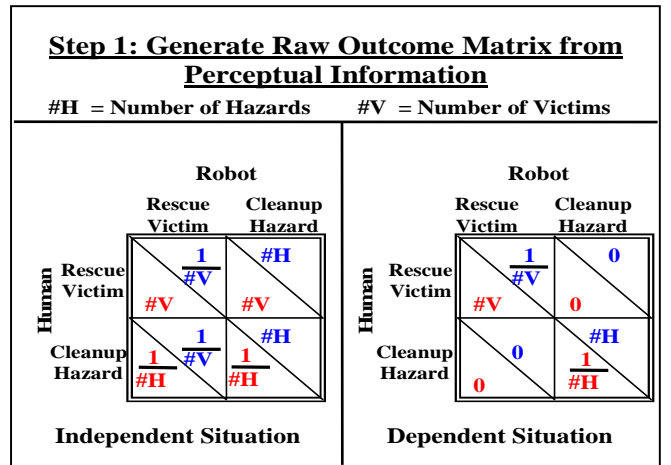 Step 1: Generate Raw Outcome Matrix from
Perceptual Information
#H = Number of Hazards #V = Number of Victims
Robot
Rescue Victim Cleanup Hazard
Human
Rescue Victim
1
#V
#V
#H
#V
Cleanup Hazard
1
#V
1
#H
#H
1
#H
Independent Situation
Robot
Rescue Victim Cleanup Hazard
Human
Rescue Victim
1
#V
#V
0
0
Cleanup Hazard
0
0
#H
1
#H
Dependent Situation